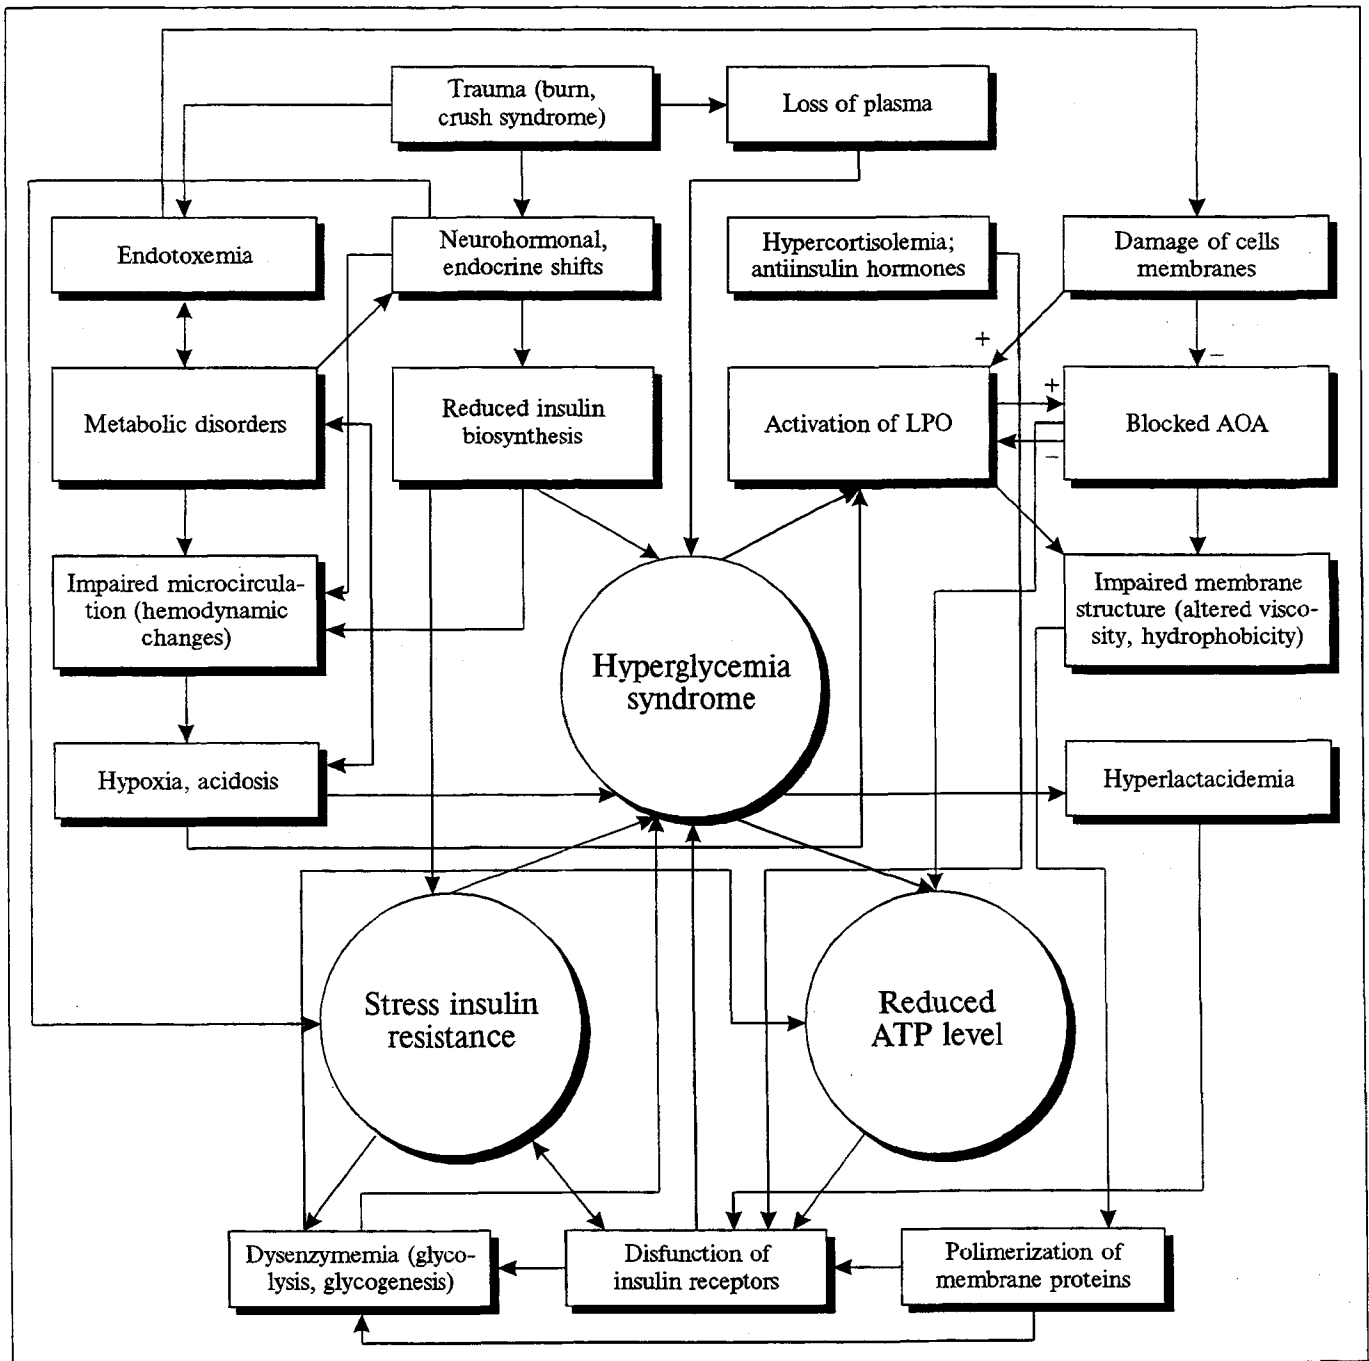 Trauma (burn,
crush syndrome)
Loss of plasma
Endotoxemia
Neurohormonal,
endocrine shifts
Hypercortisolemia;
antiinsulin hormones
Damage of cells
membranes
+
−
Metabolic disorders
Reduced insulin
biosynthesis
Activation of LPO
+
−
Blocked AOA
Impaired microcircula-
tion (hemodynamic
changes)
Impaired membrane
structure (altered visco-
sity, hydrophobicity)
Hyperglycemia
syndrome
Hypoxia, acidosis
Hyperlactacidemia
Stress insulin
resistance
Reduced
ATP level
Dysenzymemia (glyco-
lysis, glycogenesis)
Disfunction of
insulin receptors
Polimerization of
membrane proteins